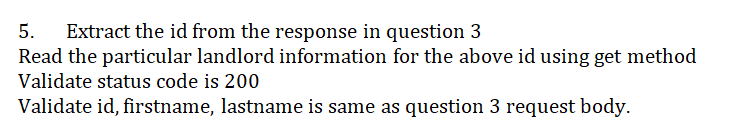 5. Extract the id from the response in question 3
Read the particular landlord information for the above id using get method
Validate status code is 200
Validate id, firstname, lastname is same as question 3 request body.